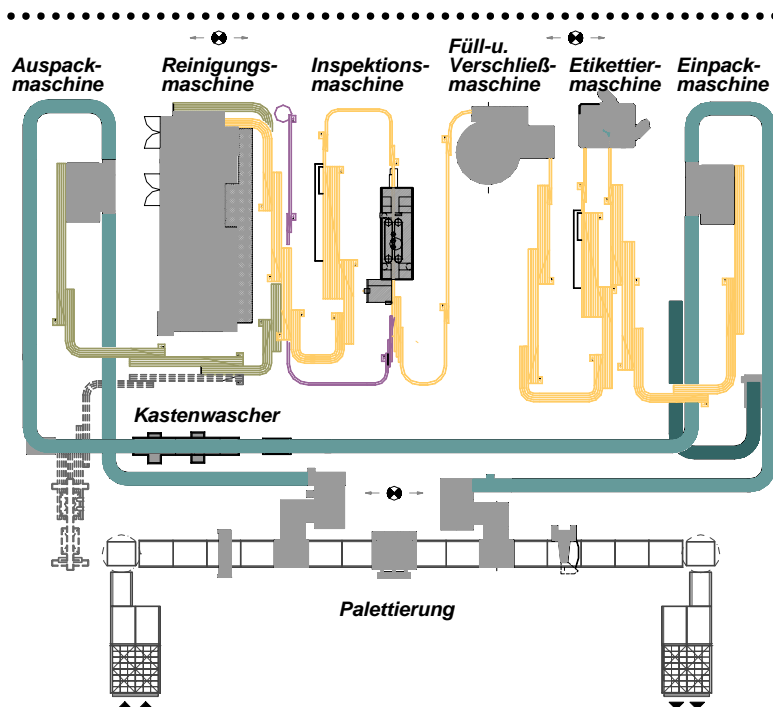 Auspack-
maschine
Reinigungs-
maschine
Inspektions-
maschine
Füll-u.
Verschließ-
maschine
Etikettier-
maschine
Einpack-
maschine
Kastenwascher
Palettierung